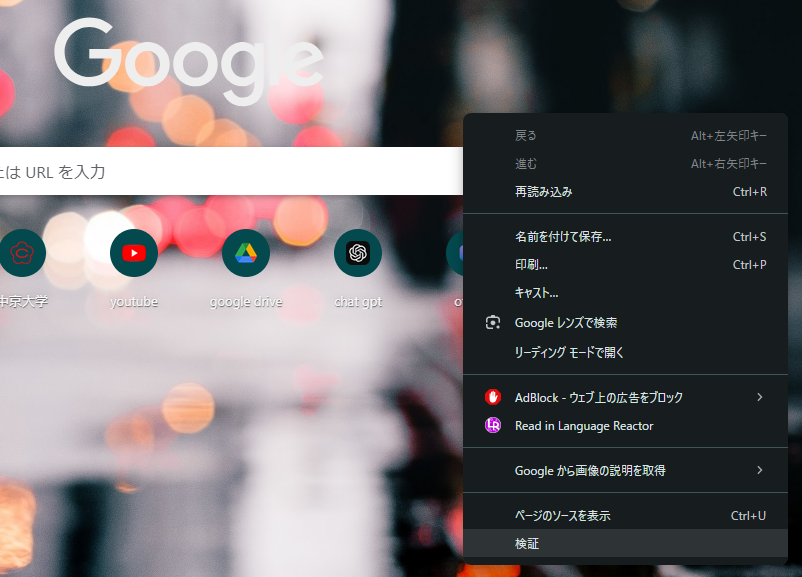 Google
は URL を入力
中京大学
youtube
google drive
chat gpt
戻る Alt+左矢印キー
進む Alt+右矢印キー
再読み込み Ctrl+R
名前を付けて保存... Ctrl+S
印刷... Ctrl+P
キャスト...
Google レンズで検索
リーディング モードで開く
AdBlock - ウェブ上の広告をブロック
LR
Read in Language Reactor
Google から画像の説明を取得
ページのソースを表示 Ctrl+U
検証